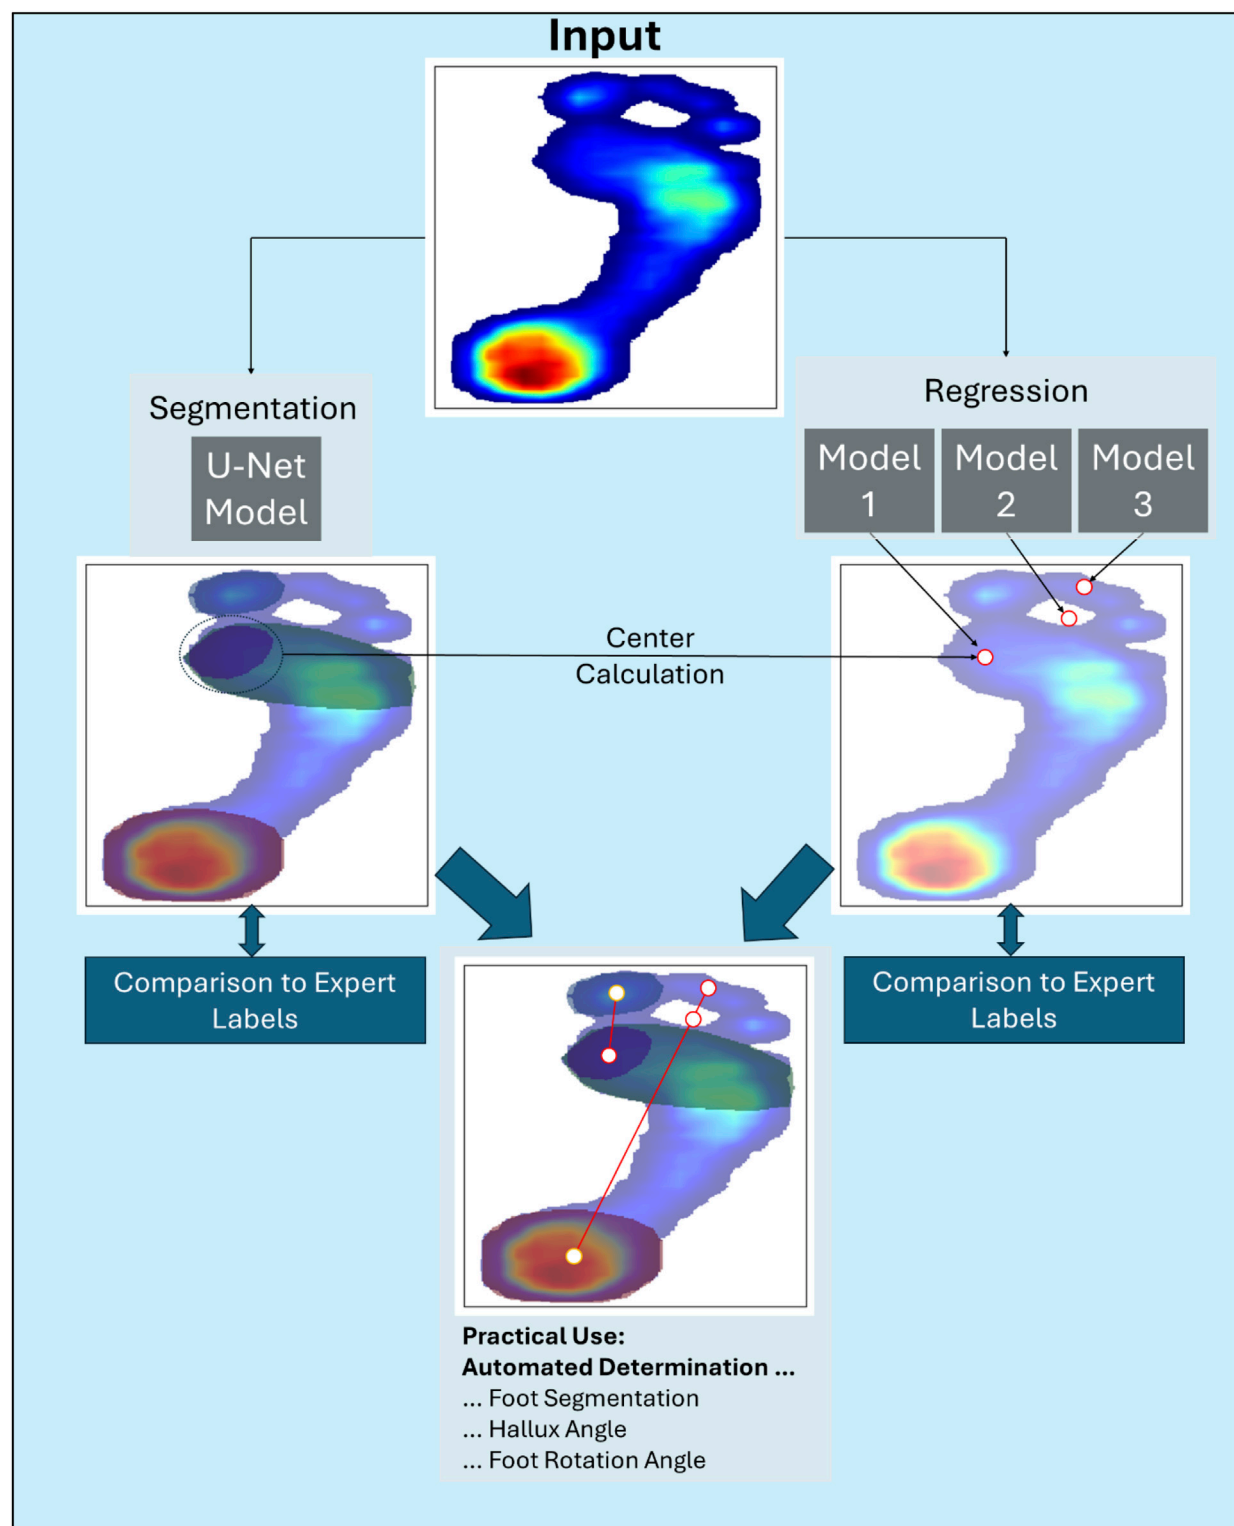 Input
Segmentation
U-Net
Model
Regression
Model
1
Model
2
Model
3
Center
Calculation
Comparison to Expert
Labels
Comparison to Expert
Labels
Practical Use:
Automated Determination ...
... Foot Segmentation
... Hallux Angle
... Foot Rotation Angle